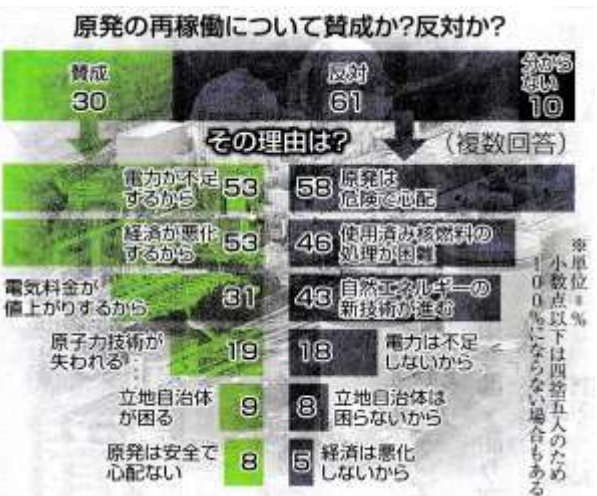 原発の再稼働について賛成か?反対か?
賛成
30
反対
61
分から
ない
10
その理由は?
(複数回答)
電力が不足
するから
53
経済が悪化
するから
53
電気料金が
値上がりするから
31
原子力技術が
失われる
19
立地自治体
が困る
9
原発は安全で
心配ない
8
58
原発は
危険で心配
46
使用済み核燃料の
処理が困難
43
自然エネルギーの
新技術が進む
18
電力は不足
しないから
8
立地自治体は
困らないから
5
経済は悪化
しないから
※単位=%
小数点以下は四捨五入のため
100%にならない場合もある